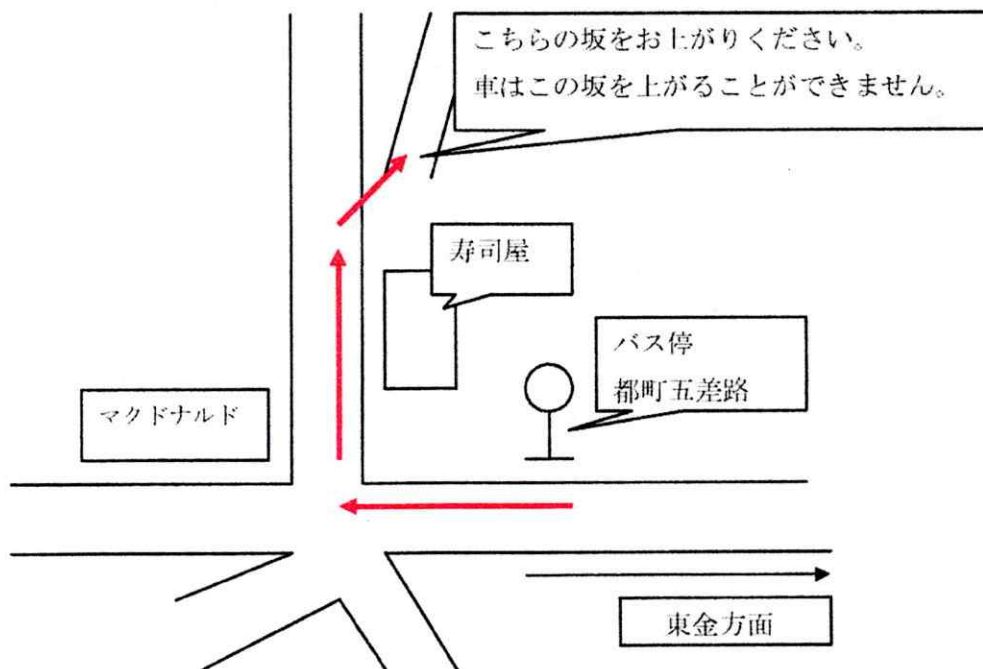 こちらの坂をお上がりください。
車はこの坂を上がることができません。
寿司屋
バス停
都町五差路
マクドナルド
東金方面